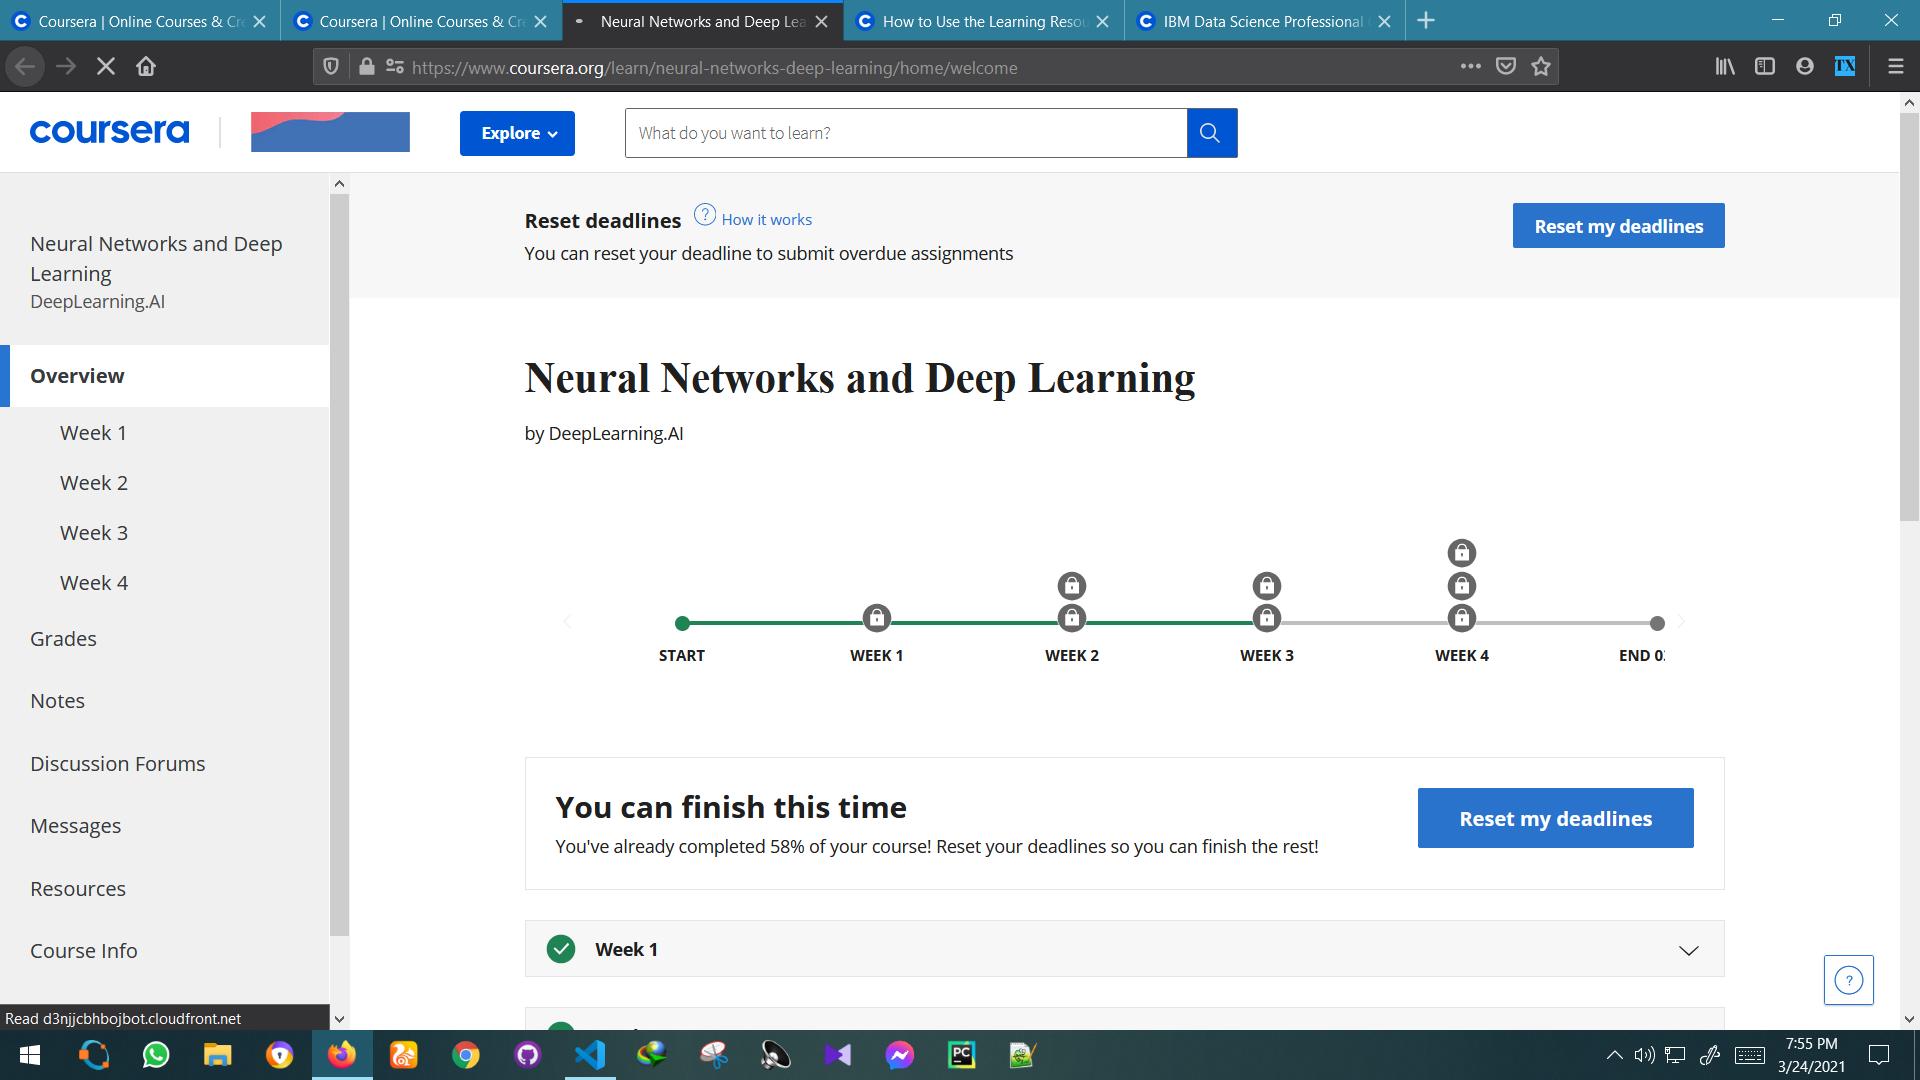 Coursera | Online Courses & Cre
Coursera | Online Courses & Cre
Neural Networks and Deep Lea
How to Use the Learning Resou
IBM Data Science Professional
https://www.coursera.org/learn/neural-networks-deep-learning/home/welcome
TX
coursera
Explore
What do you want to learn?
Neural Networks and Deep
Learning
DeepLearning.AI
Overview
Week 1
Week 2
Week 3
Week 4
Grades
Notes
Discussion Forums
Messages
Resources
Course Info
Read d3njjcbhbojbot.cloudfront.net
Reset deadlines ? How it works
You can reset your deadline to submit overdue assignments
Reset my deadlines
Neural Networks and Deep Learning
by DeepLearning.AI
START WEEK 1 WEEK 2 WEEK 3 WEEK 4 END 0
You can finish this time
You've already completed 58% of your course! Reset your deadlines so you can finish the rest!
Reset my deadlines
Week 1
?
PC
7:55 PM
3/24/2021